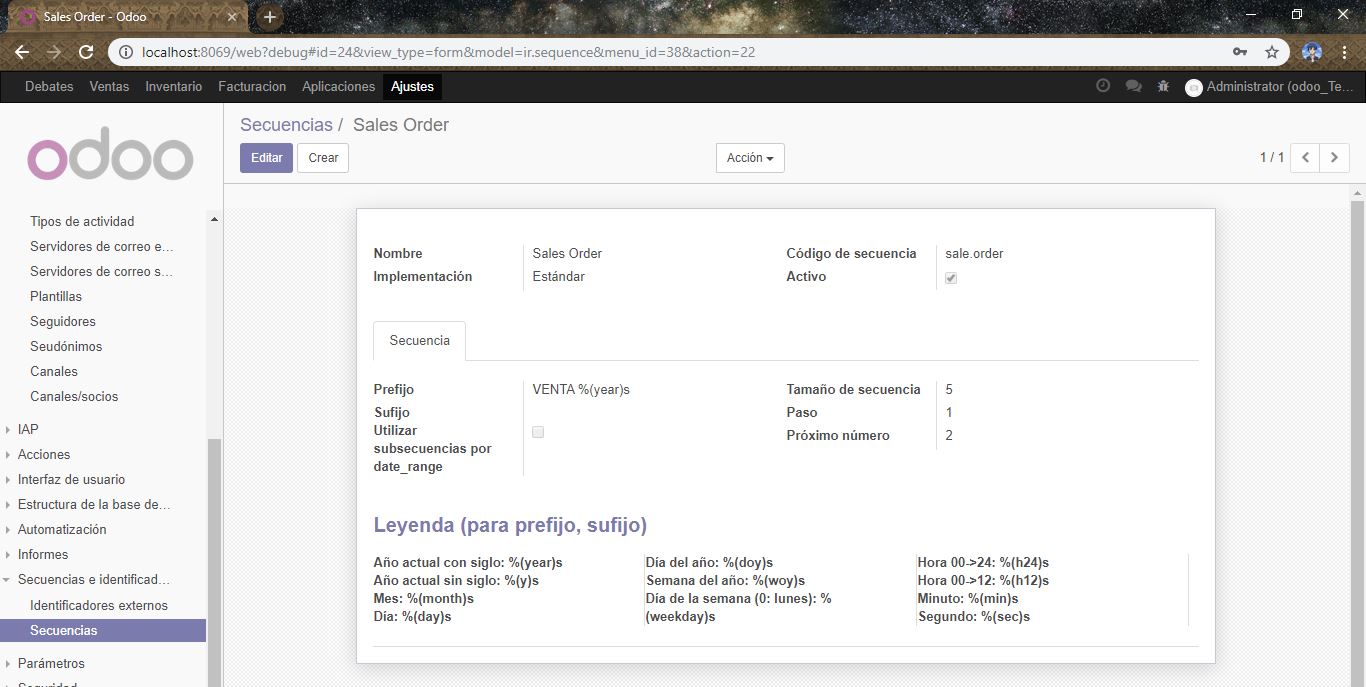 Sales Order - Odoo
localhost:8069/web?debug#id=24&view_type=form&model=ir.sequence&menu_id=38&action=22
Debates Ventas Inventario Facturacion Aplicaciones Ajustes Administrator (odoo_Te...
odoo
Secuencias / Sales Order
Editar Crear Acción 1 / 1
Tipos de actividad
Servidores de correo e...
Servidores de correo s...
Plantillas
Seguidores
Seudónimos
Canales
Canales/socios
IAP
Acciones
Interfaz de usuario
Estructura de la base de...
Automatización
Informes
Secuencias e identificad...
Identificadores externos
Secuencias
Parámetros
Seguridad
Nombre Sales Order Código de secuencia sale.order
Implementación Estándar Activo
Secuencia
Prefijo VENTA %(year)s Tamaño de secuencia 5
Sufijo Paso 1
Utilizar Próximo número 2
subsecuencias por
date_range
Leyenda (para prefijo, sufijo)
Año actual con siglo: %(year)s Día del año: %(doy)s Hora 00->24: %(h24)s
Año actual sin siglo: %(y)s Semana del año: %(woy)s Hora 00->12: %(h12)s
Mes: %(month)s Día de la semana (0: lunes): % Minuto: %(min)s
Día: %(day)s (weekday)s Segundo: %(sec)s